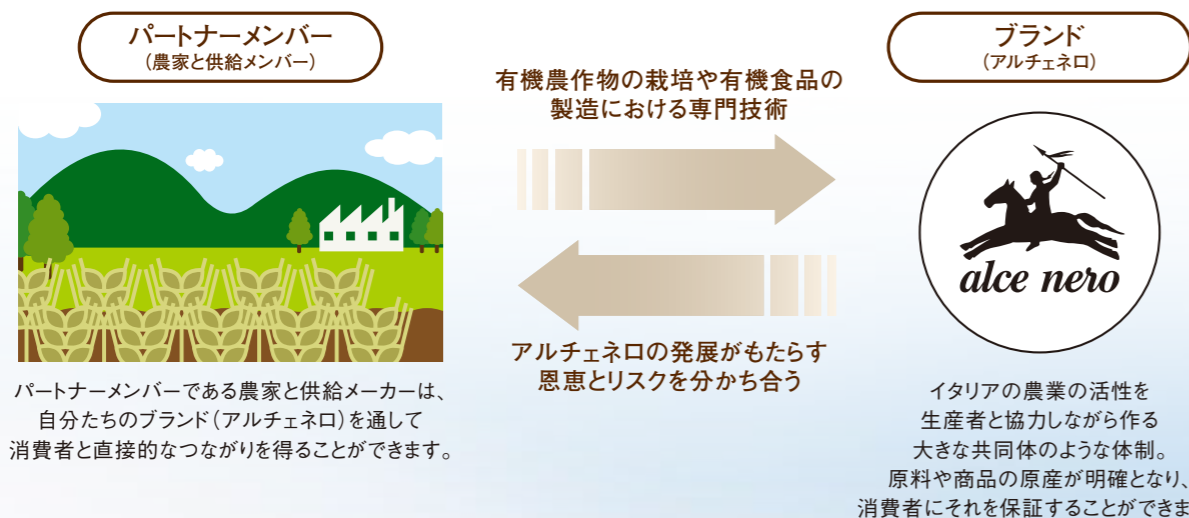 パートナーメンバー
(農家と供給メンバー)
パートナーメンバーである農家と供給メーカーは、
自分たちのブランド(アルチェネロ)を通して
消費者と直接的なつながりを得ることができます。
有機農作物の栽培や有機食品の
製造における専門技術
アルチェネロの発展がもたらす
恩恵とリスクを分かち合う
ブランド
(アルチェネロ)
alce nero
イタリアの農業の活性を
生産者と協力しながら作る
大きな共同体のような体制。
原料や商品の原産が明確となり、
消費者にそれを保証することができま